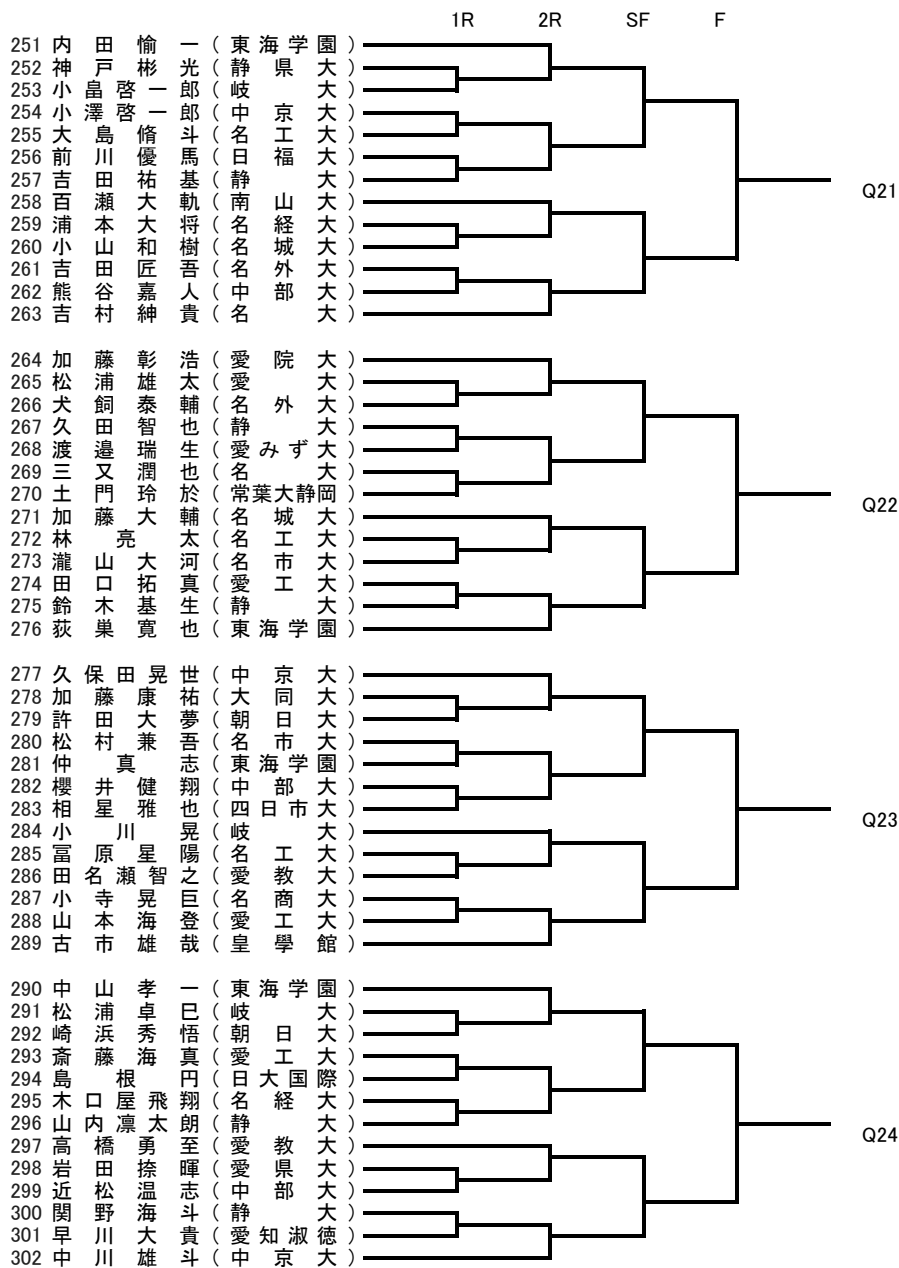 1R 2R SF F
251 内田愉一(東海学園)
252 神戸彬光(静県大)
253 小畠啓一郎(岐大)
254 小澤啓一郎(中京大)
255 大島脩斗(名工大)
256 前川優馬(日福大)
257 吉田祐基(静大)
258 百瀬大軌(南山大)
Q21
259 浦本大将(名経大)
260 小山和樹(名城大)
261 吉田匠吾(名外大)
262 熊谷嘉人(中部大)
263 吉村紳貴(名大)
264 加藤彰浩(愛院大)
265 松浦雄太(愛大)
266 犬飼泰輔(名外大)
267 久田智也(静大)
268 渡邉瑞生(愛みず大)
269 三又潤也(名大)
270 土門玲於(常葉大静岡)
Q22
271 加藤大輔(名城大)
272 林亮太(名工大)
273 瀧山大河(名市大)
274 田口拓真(愛工大)
275 鈴木基生(静大)
276 荻巣寛也(東海学園)
277 久保田晃世(中京大)
278 加藤康祐(大同大)
279 許田大夢(朝日大)
280 松村兼吾(名市大)
281 仲真志(東海学園)
282 櫻井健翔(中部大)
283 相星雅也(四日市大)
Q23
284 小川晃(岐大)
285 冨原星陽(名工大)
286 田名瀬智之(愛教大)
287 小寺晃巨(名商大)
288 山本海登(愛工大)
289 古市雄哉(皇學館)
290 中山孝一(東海学園)
291 松浦卓巳(岐大)
292 崎浜秀悟(朝日大)
293 斎藤海真(愛工大)
294 島根円(日大国際)
295 木口屋飛翔(名経大)
296 山内凛太朗(静大)
Q24
297 高橋勇至(愛教大)
298 岩田捺暉(愛県大)
299 近松温志(中部大)
300 関野海斗(静大)
301 早川大貴(愛知淑徳)
302 中川雄斗(中京大)